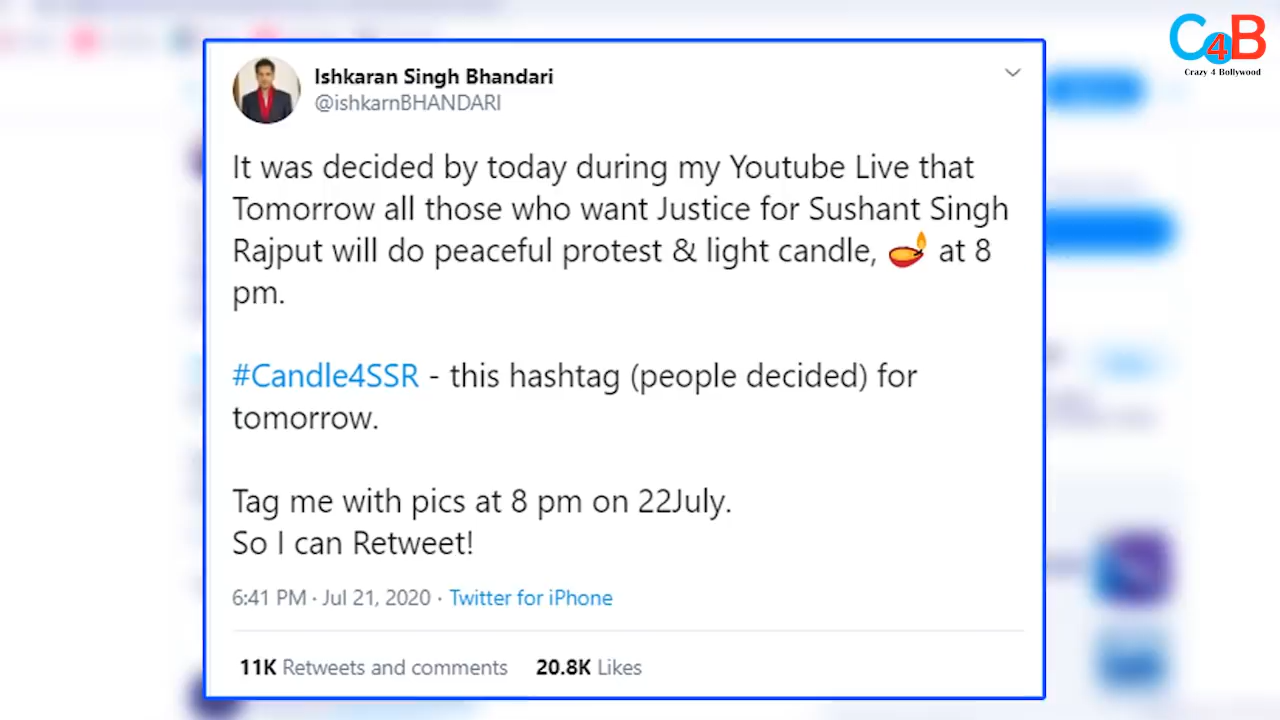 C4B
Crazy 4 Bollywood
Ishkaran Singh Bhandari
@ishkarnBHANDARI
It was decided by today during my Youtube Live that
Tomorrow all those who want Justice for Sushant Singh
Rajput will do peaceful protest & light candle, 🪔 at 8
pm.
#Candle4SSR - this hashtag (people decided) for
tomorrow.
Tag me with pics at 8 pm on 22July.
So I can Retweet!
6:41 PM · Jul 21, 2020 · Twitter for iPhone
11K Retweets and comments 20.8K Likes